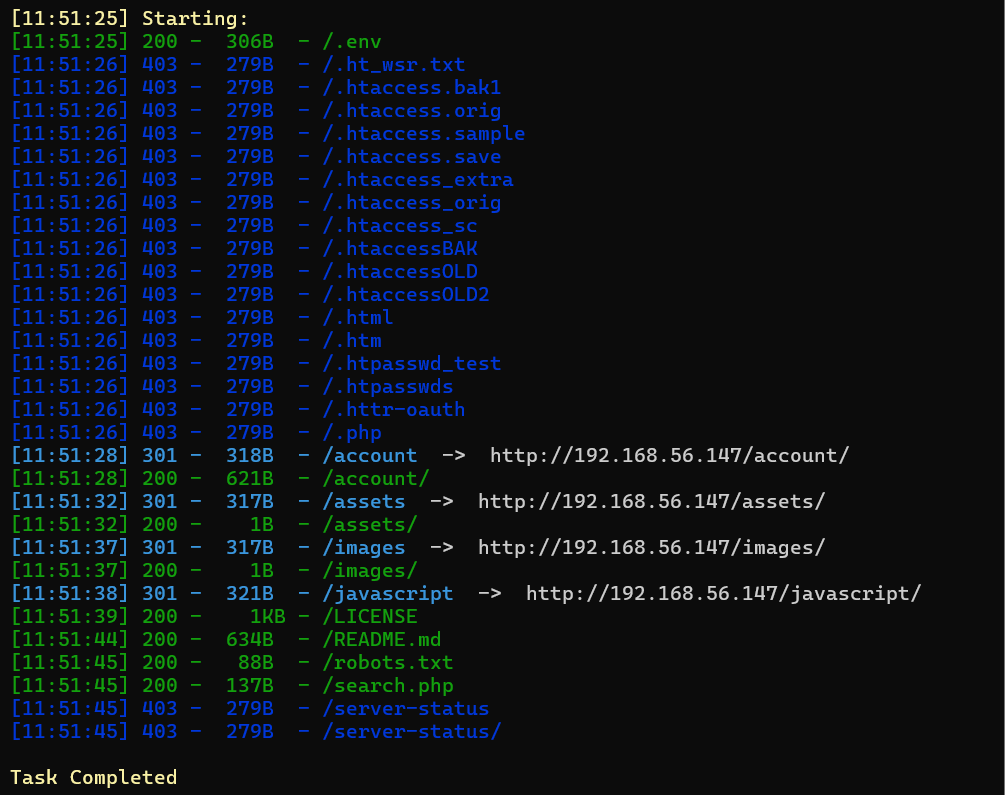 [11:51:25] Starting:
[11:51:25] 200 -  306B  - /.env
[11:51:26] 403 -  279B  - /.ht_wsr.txt
[11:51:26] 403 -  279B  - /.htaccess.bak1
[11:51:26] 403 -  279B  - /.htaccess.orig
[11:51:26] 403 -  279B  - /.htaccess.sample
[11:51:26] 403 -  279B  - /.htaccess.save
[11:51:26] 403 -  279B  - /.htaccess_extra
[11:51:26] 403 -  279B  - /.htaccess_orig
[11:51:26] 403 -  279B  - /.htaccess_sc
[11:51:26] 403 -  279B  - /.htaccessBAK
[11:51:26] 403 -  279B  - /.htaccessOLD
[11:51:26] 403 -  279B  - /.htaccessOLD2
[11:51:26] 403 -  279B  - /.html
[11:51:26] 403 -  279B  - /.htm
[11:51:26] 403 -  279B  - /.htpasswd_test
[11:51:26] 403 -  279B  - /.htpasswds
[11:51:26] 403 -  279B  - /.httr-oauth
[11:51:26] 403 -  279B  - /.php
[11:51:28] 301 -  318B  - /account  ->  http://192.168.56.147/account/
[11:51:28] 200 -  621B  - /account/
[11:51:32] 301 -  317B  - /assets  ->  http://192.168.56.147/assets/
[11:51:32] 200 -    1B  - /assets/
[11:51:37] 301 -  317B  - /images  ->  http://192.168.56.147/images/
[11:51:37] 200 -    1B  - /images/
[11:51:38] 301 -  321B  - /javascript  ->  http://192.168.56.147/javascript/
[11:51:39] 200 -    1KB - /LICENSE
[11:51:44] 200 -  634B  - /README.md
[11:51:45] 200 -   88B  - /robots.txt
[11:51:45] 200 -  137B  - /search.php
[11:51:45] 403 -  279B  - /server-status
[11:51:45] 403 -  279B  - /server-status/
Task Completed